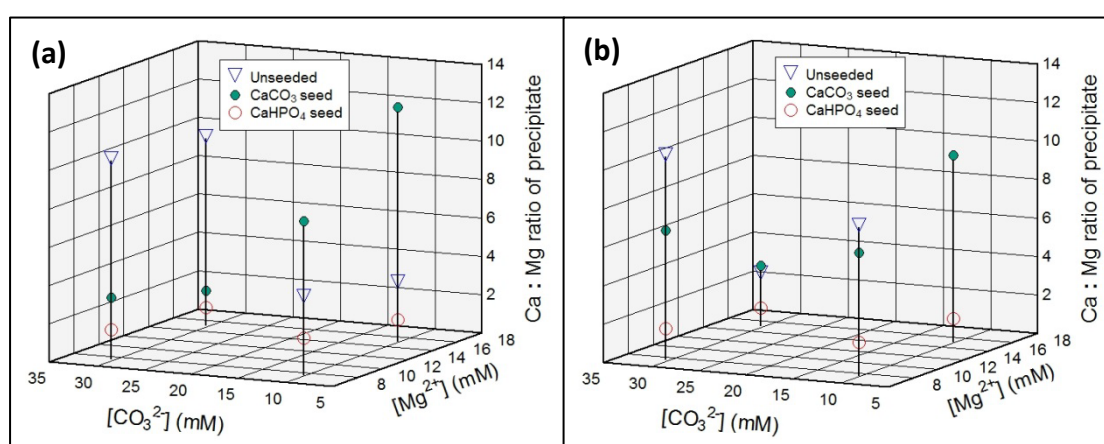 (a)
Unseeded
CaCO₃ seed
CaHPO₄ seed
14
12
10
8
6
4
2
Ca : Mg ratio of precipitate
35
30
25
20
15
10
5
[CO₃²⁻] (mM)
8
10
12
14
16
18
[Mg²⁺] (mM)
(b)
Unseeded
CaCO₃ seed
CaHPO₄ seed
14
12
10
8
6
4
2
Ca : Mg ratio of precipitate
35
30
25
20
15
10
5
[CO₃²⁻] (mM)
8
10
12
14
16
18
[Mg²⁺] (mM)